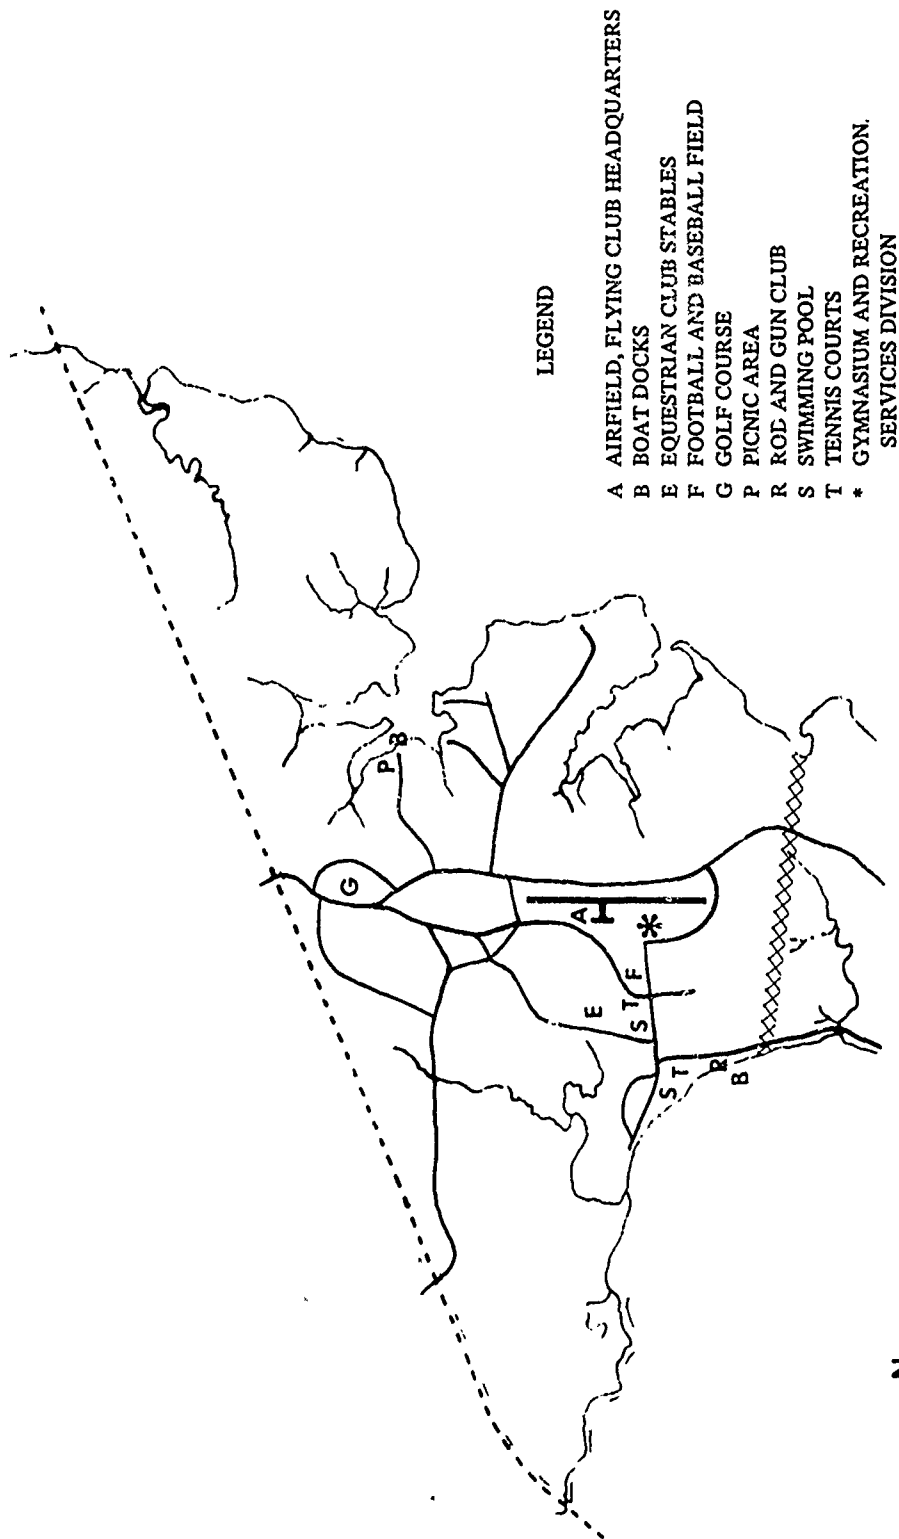 LEGEND
A AIRFIELD, FLYING CLUB HEADQUARTERS
B BOAT DOCKS
E EQUESTRIAN CLUB STABLES
F FOOTBALL AND BASEBALL FIELD
G GOLF COURSE
P PICNIC AREA
R ROD AND GUN CLUB
S SWIMMING POOL
T TENNIS COURTS
* GYMNASIUM AND RECREATION.
SERVICES DIVISION
G
P
B
A
*
E
F
T
S
S
T
R
B
N